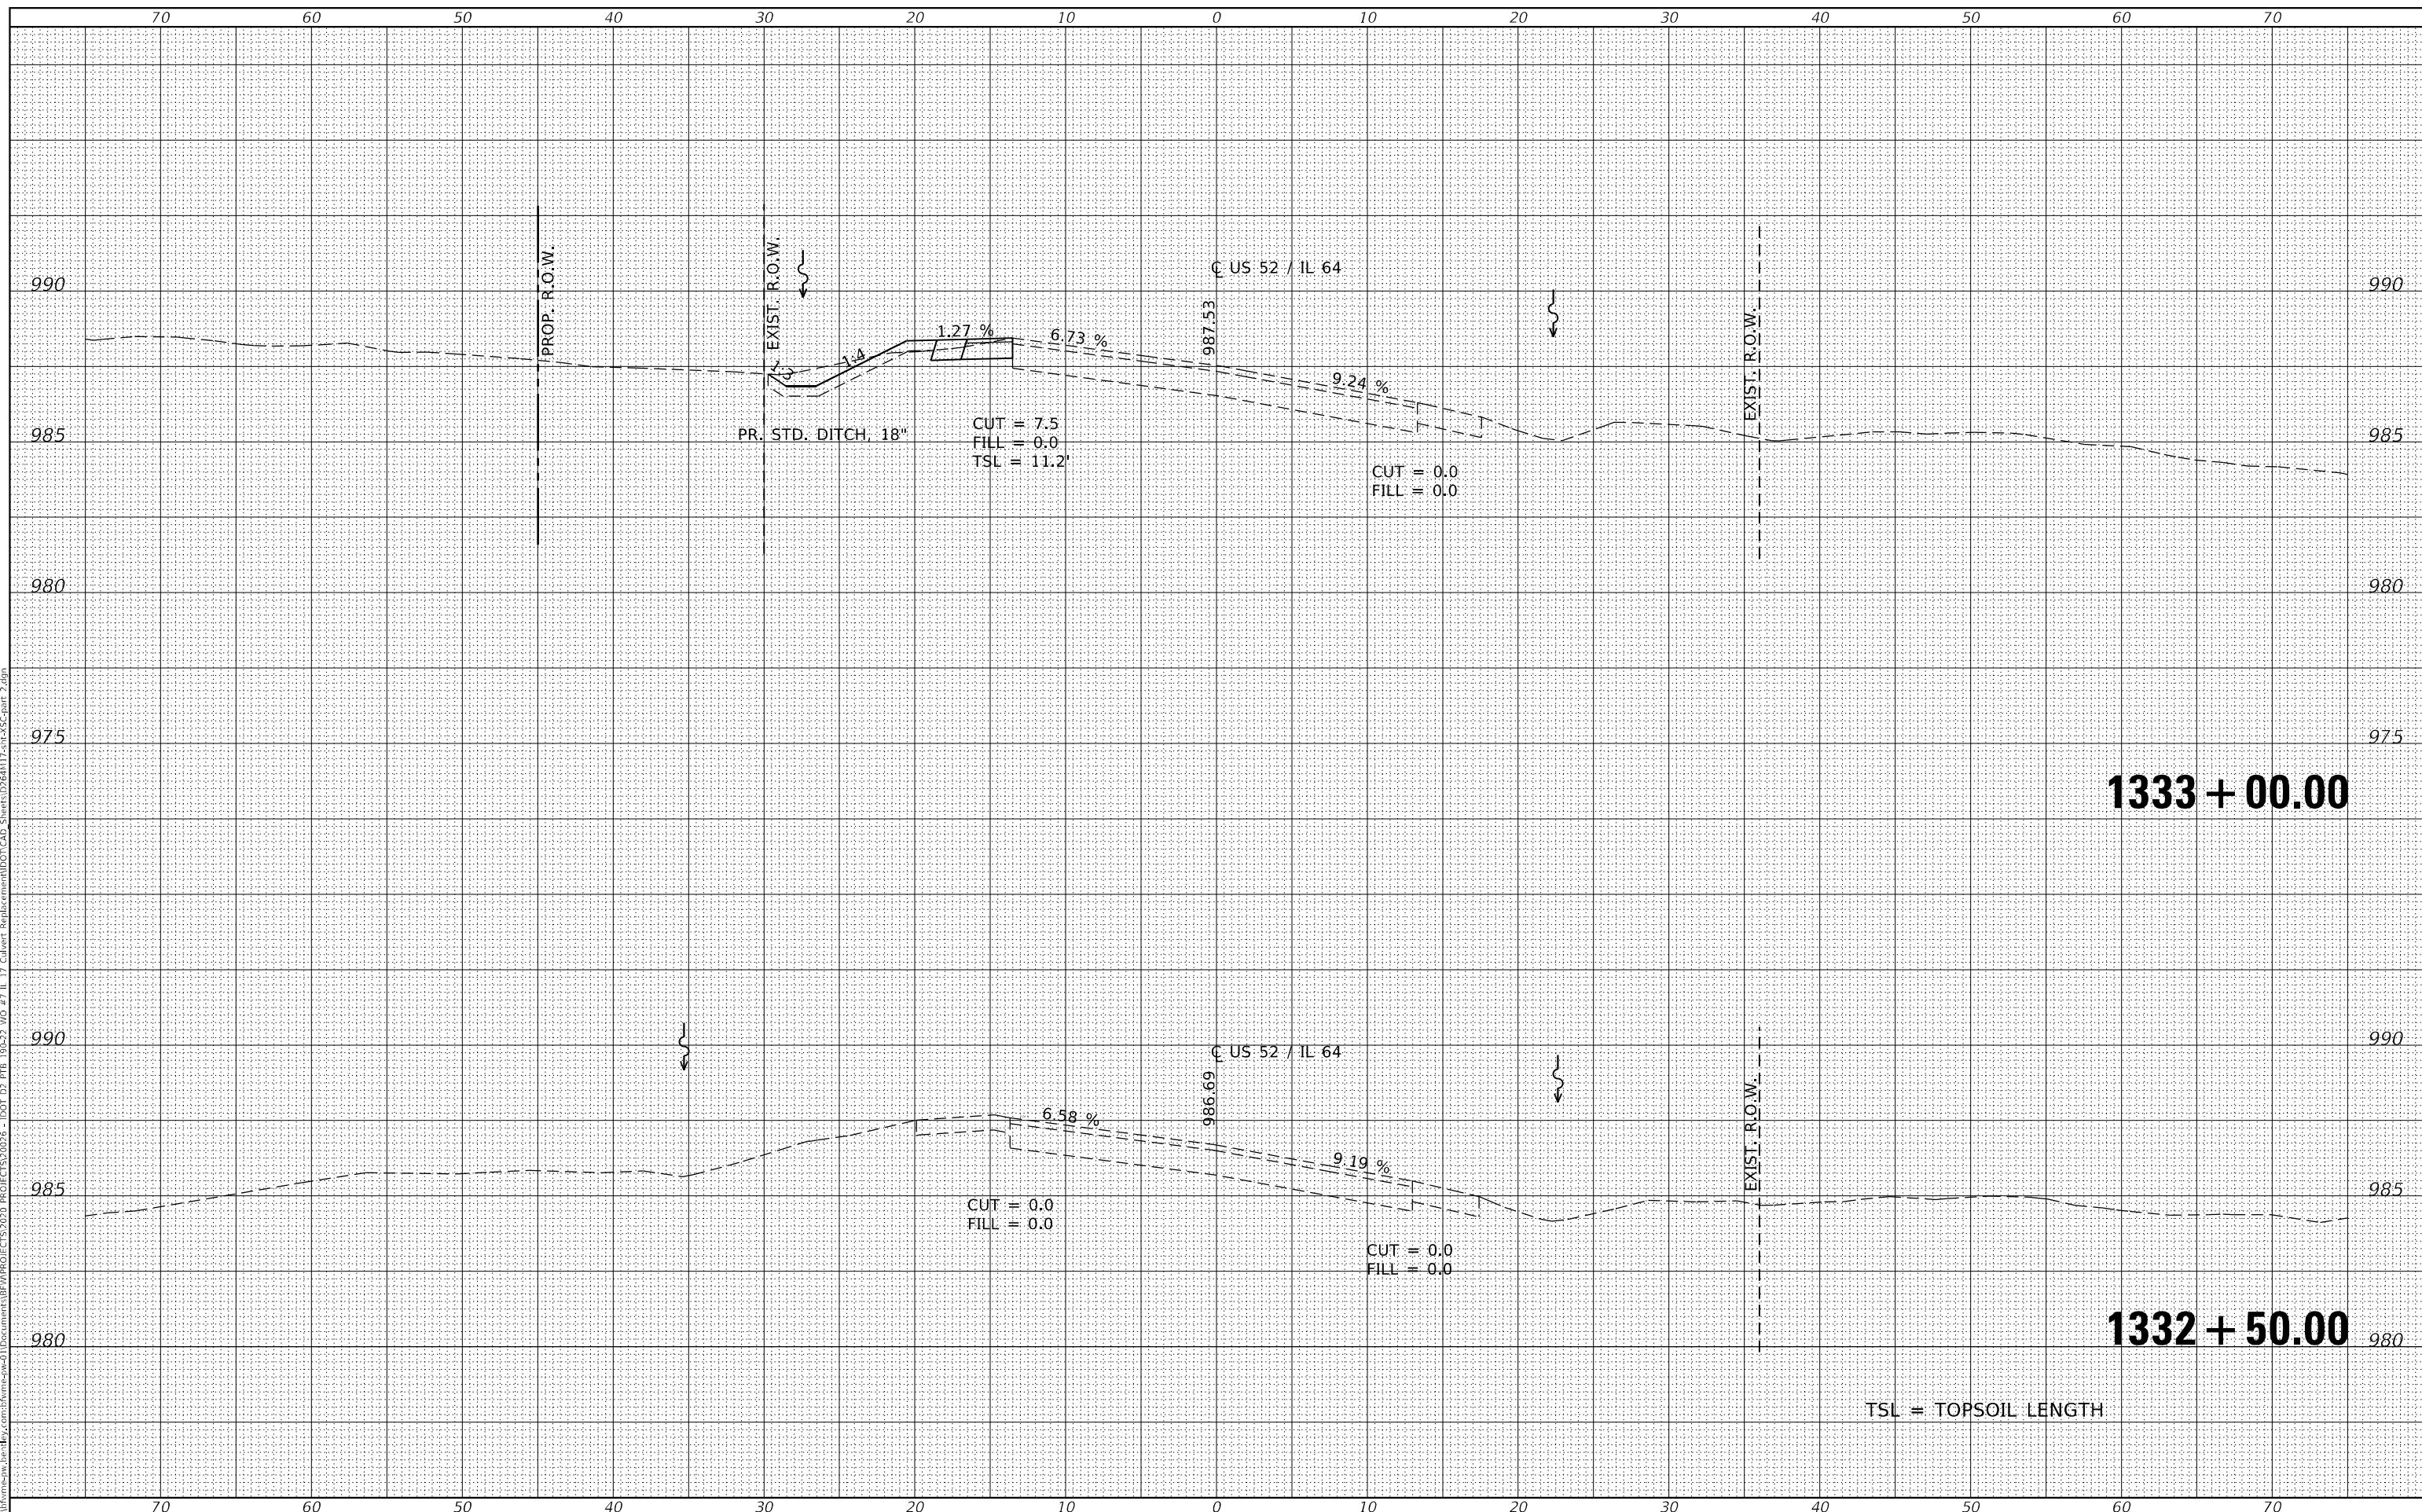 70 60 50 40 30 20 10 0 10 20 30 40 50 60 70
PROP. R.O.W.
EXIST. R.O.W.
℄ US 52 / IL 64
990 990
987.53
EXIST. R.O.W.
1.27 %
6.73 %
1:4
1:3
9.24 %
PR. STD. DITCH, 18"
CUT = 7.5
FILL = 0.0
TSL = 11.2'
985 985
CUT = 0.0
FILL = 0.0
980 980
975 975
1333+00.00
990 990
℄ US 52 / IL 64
986.69
EXIST. R.O.W.
6.58 %
9.19 %
985 985
CUT = 0.0
FILL = 0.0
CUT = 0.0
FILL = 0.0
1332+50.00
980 980
TSL = TOPSOIL LENGTH
70 60 50 40 30 20 10 0 10 20 30 40 50 60 70